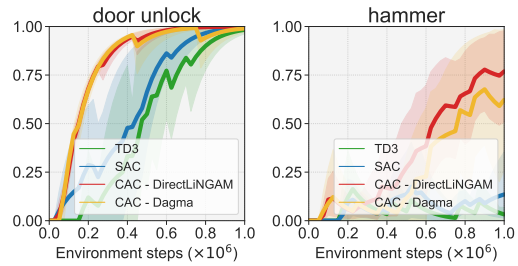 door unlock
1.00
0.75
0.50
0.25
0.00
0.0 0.2 0.4 0.6 0.8 1.0
Environment steps (×10⁶)
TD3
SAC
CAC - DirectLiNGAM
CAC - Dagma
hammer
1.00
0.75
0.50
0.25
0.00
0.0 0.2 0.4 0.6 0.8 1.0
Environment steps (×10⁶)
TD3
SAC
CAC - DirectLiNGAM
CAC - Dagma